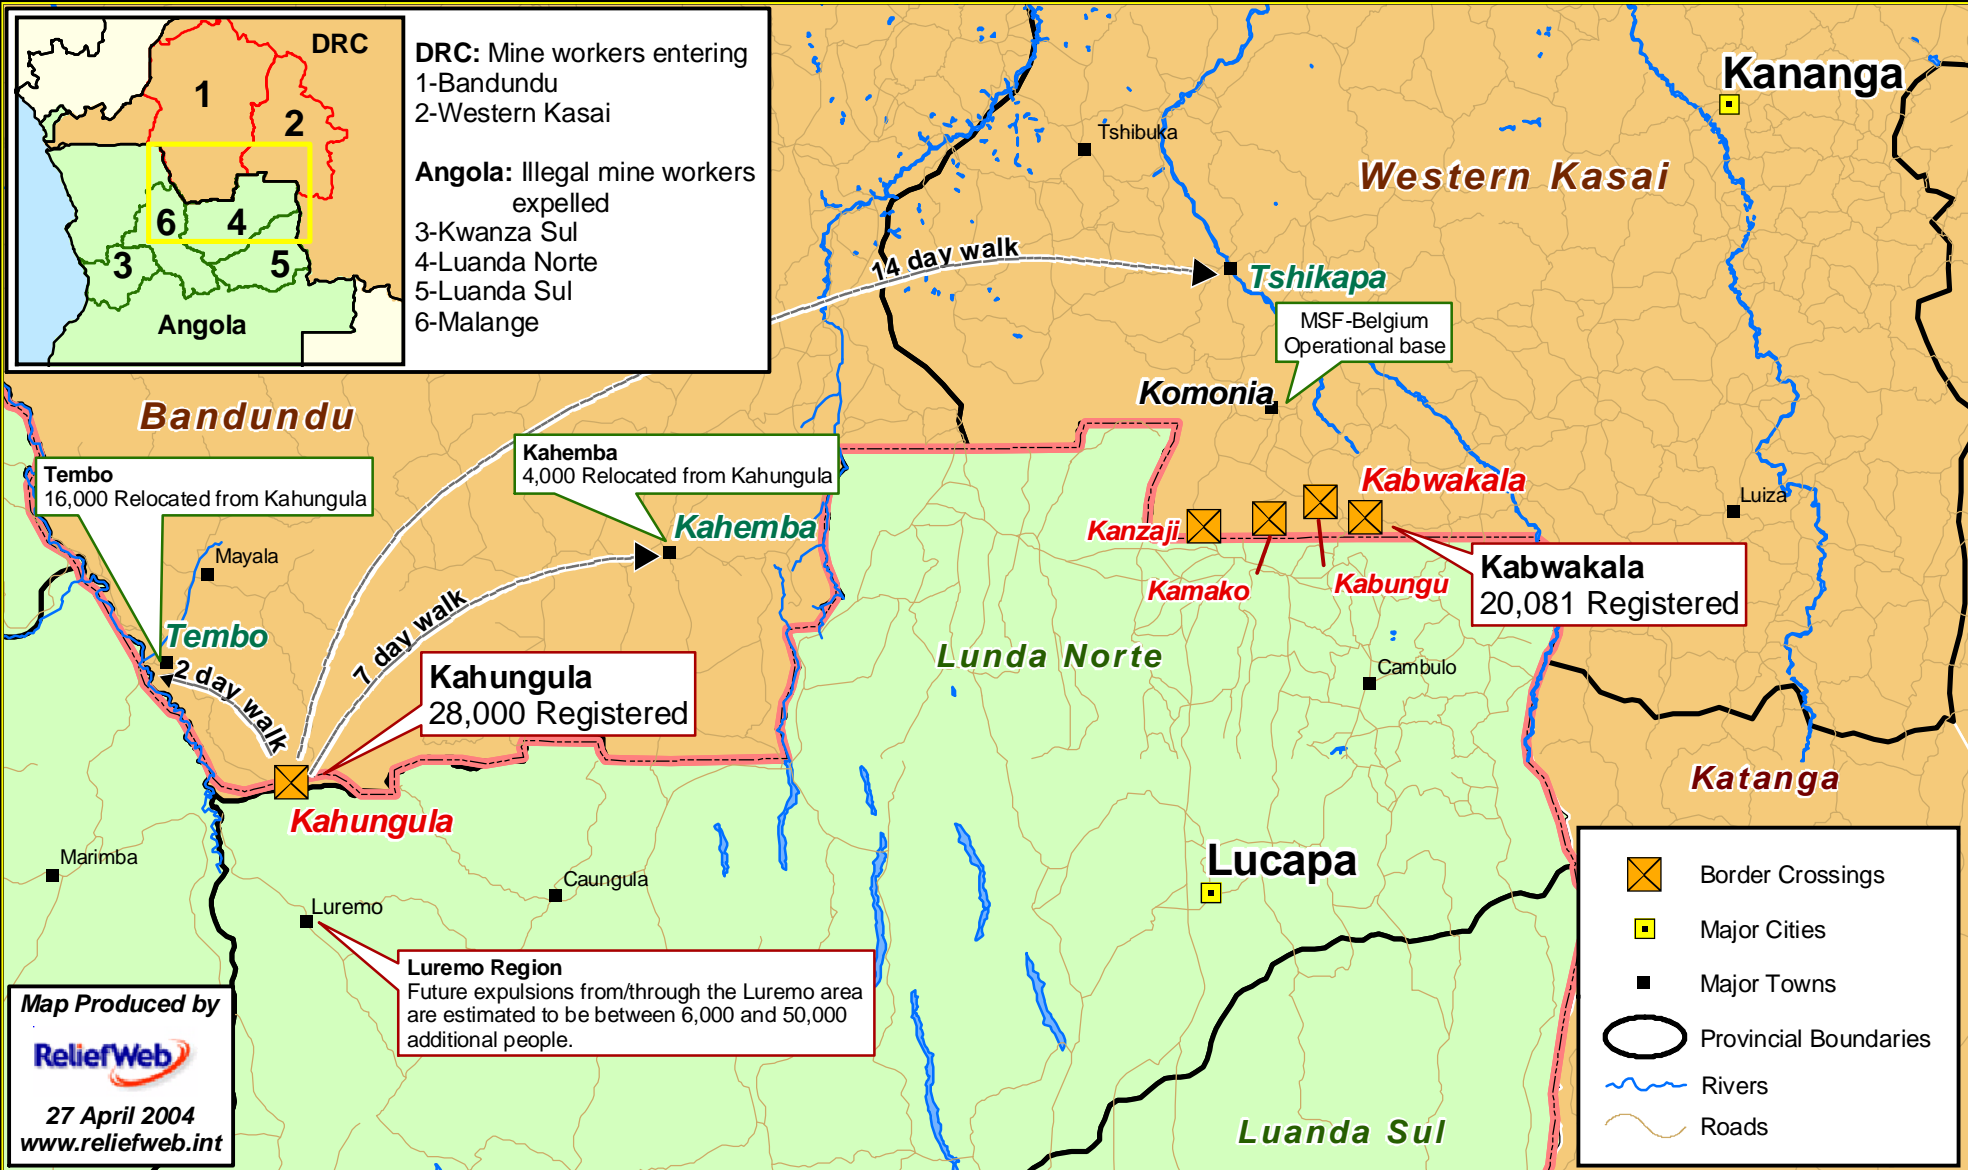 DRC
1
2
6
4
3
5
Angola
DRC: Mine workers entering
1-Bandundu
2-Western Kasai
Angola: Illegal mine workers
expelled
3-Kwanza Sul
4-Luanda Norte
5-Luanda Sul
6-Malange
Kananga
Tshibuka
Western Kasai
14 day walk
Tshikapa
MSF-Belgium
Operational base
Komonia
Bandundu
Tembo
16,000 Relocated from Kahungula
Kahemba
4,000 Relocated from Kahungula
Kahemba
Mayala
Tembo
2 day walk
7 day walk
Kahungula
28,000 Registered
Kahungula
Kabwakala
Luiza
Kanzaji
Kamako
Kabungu
Kabwakala
20,081 Registered
Lunda Norte
Cambulo
Katanga
Lucapa
Marimba
Caungula
Luremo
Luremo Region
Future expulsions from/through the Luremo area
are estimated to be between 6,000 and 50,000
additional people.
Luanda Sul
Map Produced by
ReliefWeb
27 April 2004
www.reliefweb.int
Border Crossings
Major Cities
Major Towns
Provincial Boundaries
Rivers
Roads